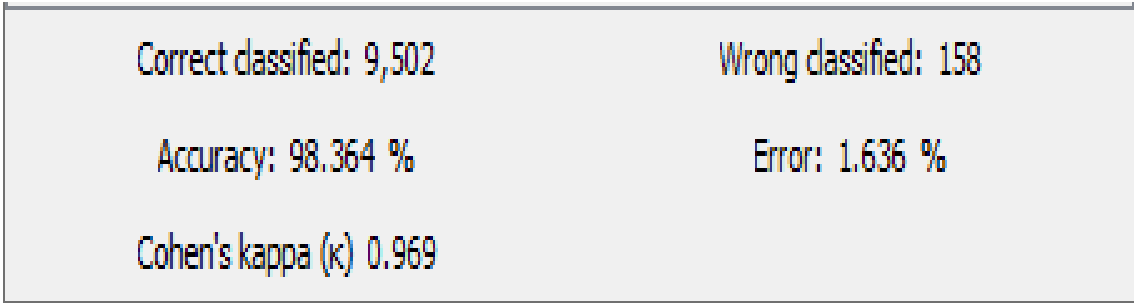 Correct classified: 9,502 Wrong classified: 158
Accuracy: 98.364 % Error: 1.636 %
Cohen's kappa (κ) 0.969